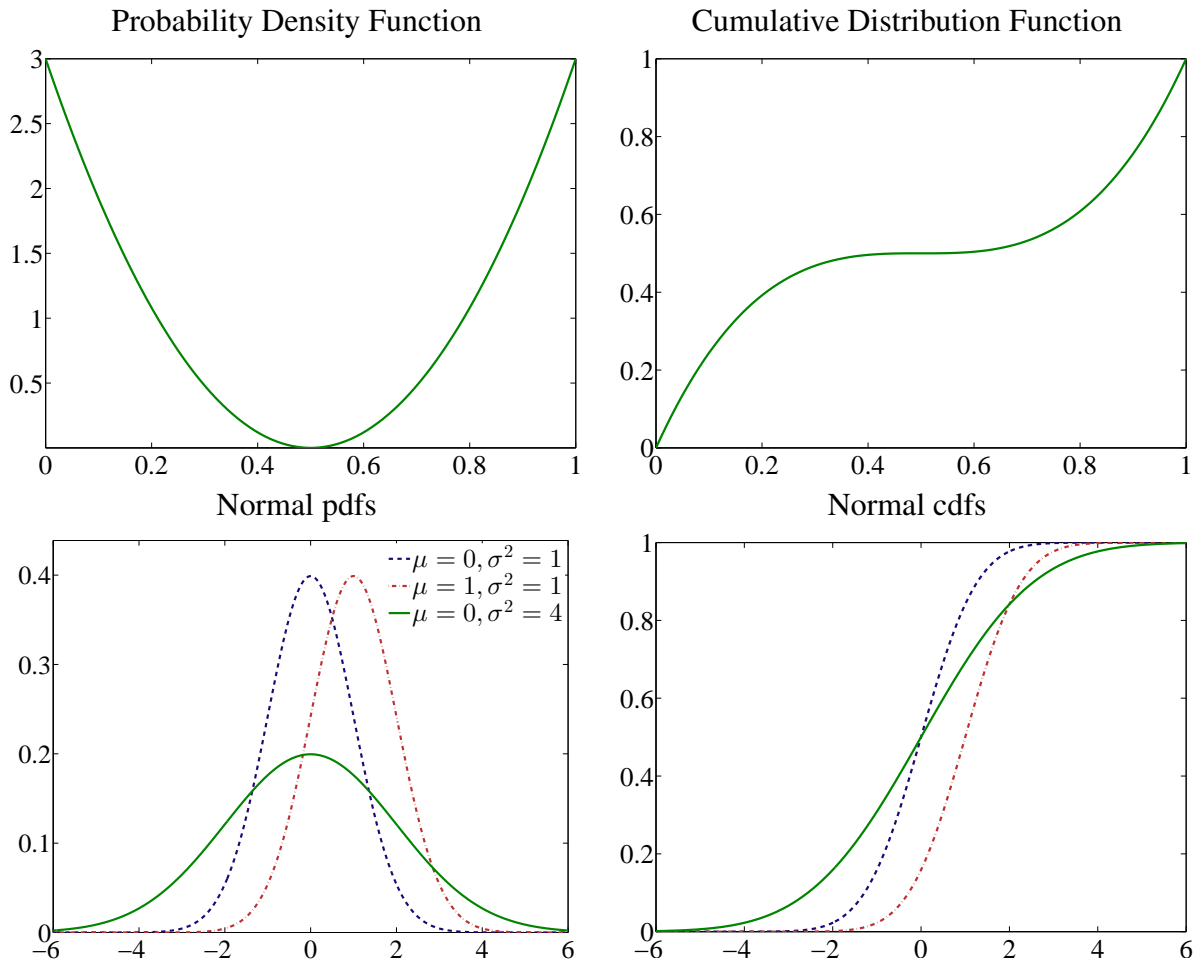 Probability Density Function
Cumulative Distribution Function
3
2.5
2
1.5
1
0.5
0 0.2 0.4 0.6 0.8 1
1
0.8
0.6
0.4
0.2
0
0 0.2 0.4 0.6 0.8 1
Normal pdfs
Normal cdfs
μ = 0, σ² = 1
μ = 1, σ² = 1
μ = 0, σ² = 4
0.4
0.3
0.2
0.1
0
−6 −4 −2 0 2 4 6
1
0.8
0.6
0.4
0.2
0
−6 −4 −2 0 2 4 6